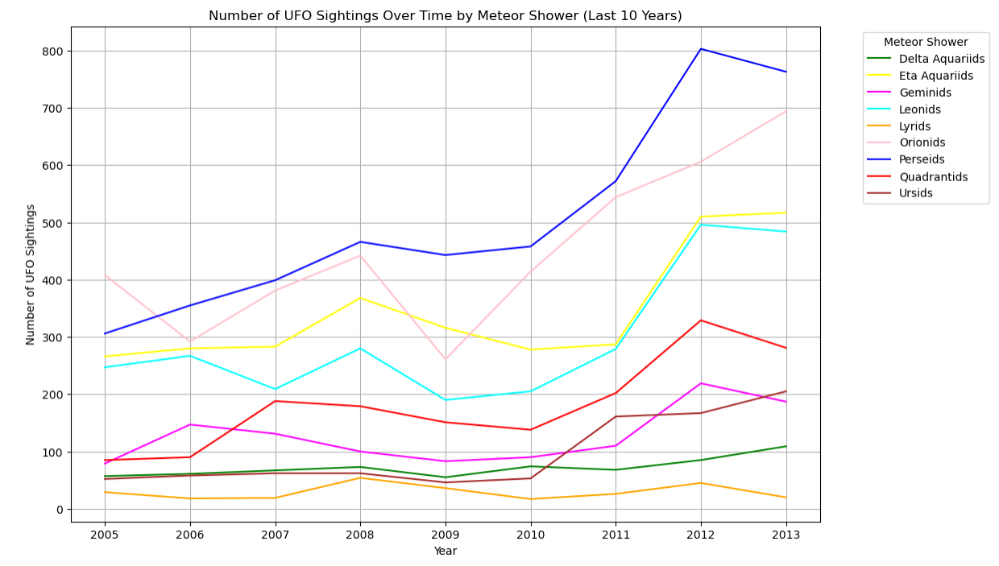 Number of UFO Sightings Over Time by Meteor Shower (Last 10 Years)
Number of UFO Sightings
800
700
600
500
400
300
200
100
0
2005 2006 2007 2008 2009 2010 2011 2012 2013
Year
Meteor Shower
Delta Aquariids
Eta Aquariids
Geminids
Leonids
Lyrids
Orionids
Perseids
Quadrantids
Ursids